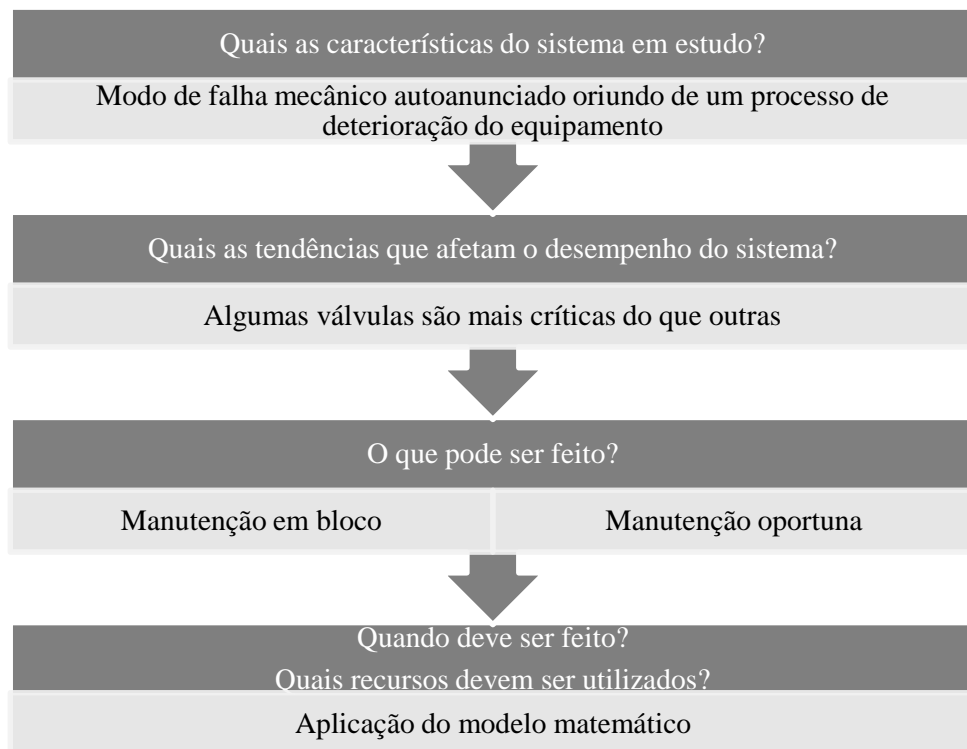 Quais as características do sistema em estudo?
Modo de falha mecânico autoanunciado oriundo de um processo de
deterioração do equipamento
Quais as tendências que afetam o desempenho do sistema?
Algumas válvulas são mais críticas do que outras
O que pode ser feito?
Manutenção em bloco
Manutenção oportuna
Quando deve ser feito?
Quais recursos devem ser utilizados?
Aplicação do modelo matemático